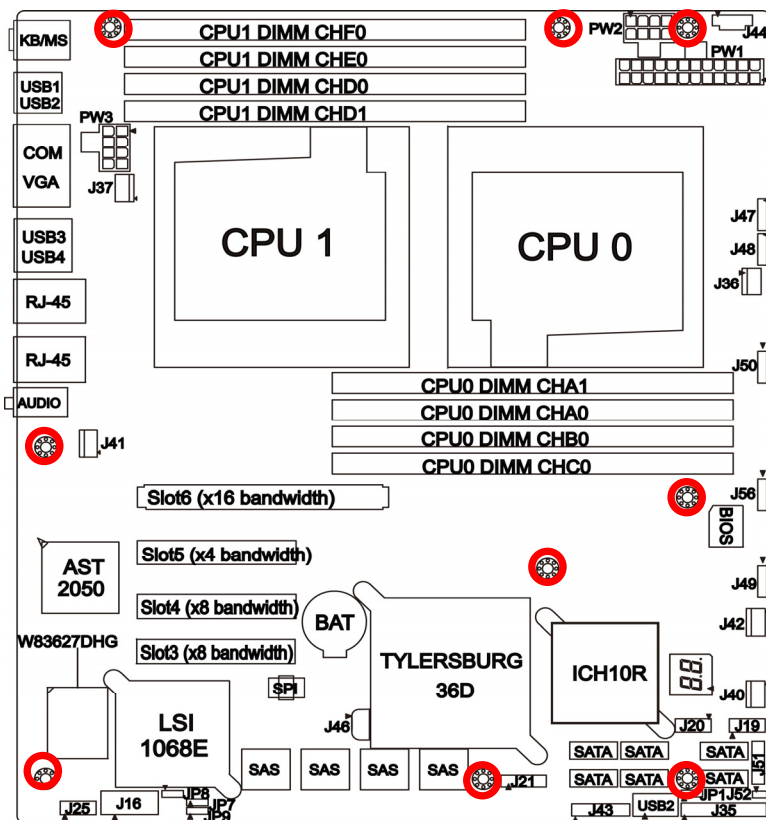 KB/MS
CPU1 DIMM CHF0
PW2
J44
CPU1 DIMM CHE0
PW1
USB1
USB2
CPU1 DIMM CHD0
CPU1 DIMM CHD1
PW3
COM
VGA
J37
CPU 1
CPU 0
J47
USB3
USB4
J48
J36
RJ-45
RJ-45
J50
CPU0 DIMM CHA1
AUDIO
CPU0 DIMM CHA0
J41
CPU0 DIMM CHB0
CPU0 DIMM CHC0
Slot6 (x16 bandwidth)
J56
BIOS
Slot5 (x4 bandwidth)
AST
2050
J49
Slot4 (x8 bandwidth)
BAT
J42
W83627DHG
Slot3 (x8 bandwidth)
TYLERSBURG
36D
ICH10R
8.8.
SPI
J40
LSI
1068E
J46
J20
J19
SATA
SATA
SATA
J51
SAS
SAS
SAS
SAS
SATA
SATA
SATA
J21
JP8
JP7
JP9
JP1
J52
J25
J16
J43
USB2
J35